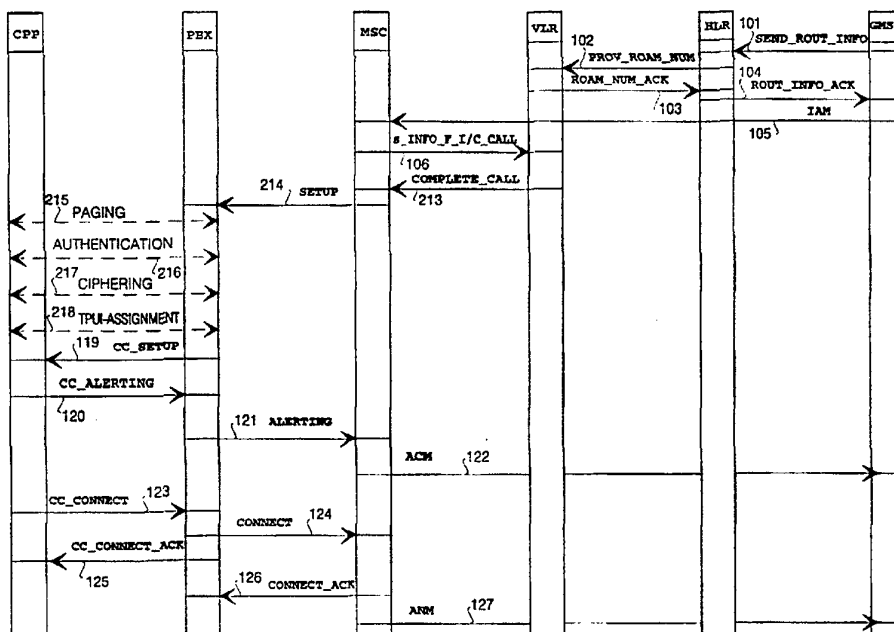 CPP PBX MSC VLR HLR GMS
101
SEND_ROUT_INFO
102
PROV_ROAM_NUM
104
ROAM_NUM_ACK
ROUT_INFO_ACK
103
IAM
105
s_INFO_F_I/C_CALL
106
COMPLETE_CALL
213
214 SETUP
215 PAGING
AUTHENTICATION
216
217 CIPHERING
218 TPUI-ASSIGNMENT
119 CC_SETUP
CC_ALERTING
120
121 ALERTING
ACM 122
CC_CONNECT 123
CONNECT 124
CC_CONNECT_ACK
125
126 CONNECT_ACK
ANM 127